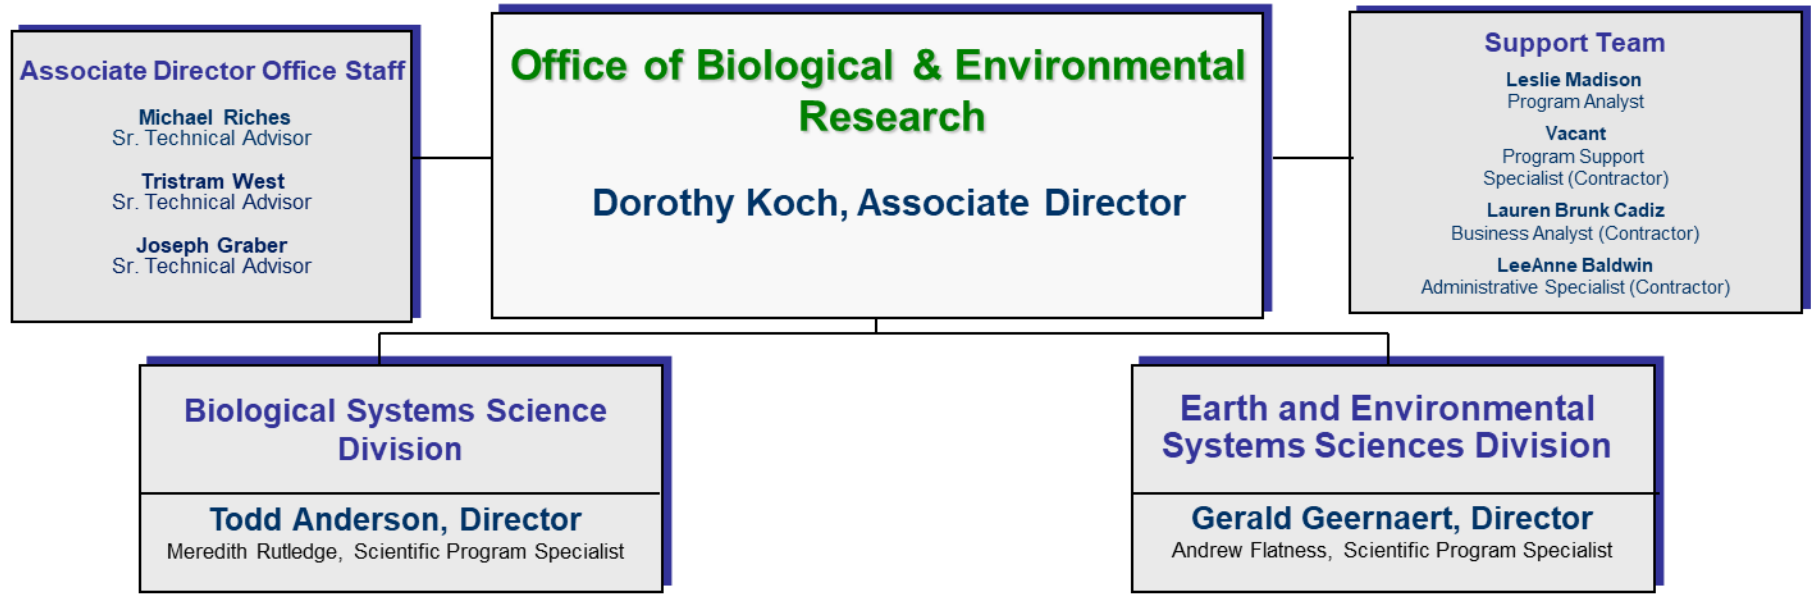 Associate Director Office Staff
Michael Riches
Sr. Technical Advisor
Tristram West
Sr. Technical Advisor
Joseph Graber
Sr. Technical Advisor
Office of Biological & Environmental
Research
Dorothy Koch, Associate Director
Support Team
Leslie Madison
Program Analyst
Vacant
Program Support
Specialist (Contractor)
Lauren Brunk Cadiz
Business Analyst (Contractor)
LeeAnne Baldwin
Administrative Specialist (Contractor)
Biological Systems Science
Division
Todd Anderson, Director
Meredith Rutledge, Scientific Program Specialist
Earth and Environmental
Systems Sciences Division
Gerald Geernaert, Director
Andrew Flatness, Scientific Program Specialist